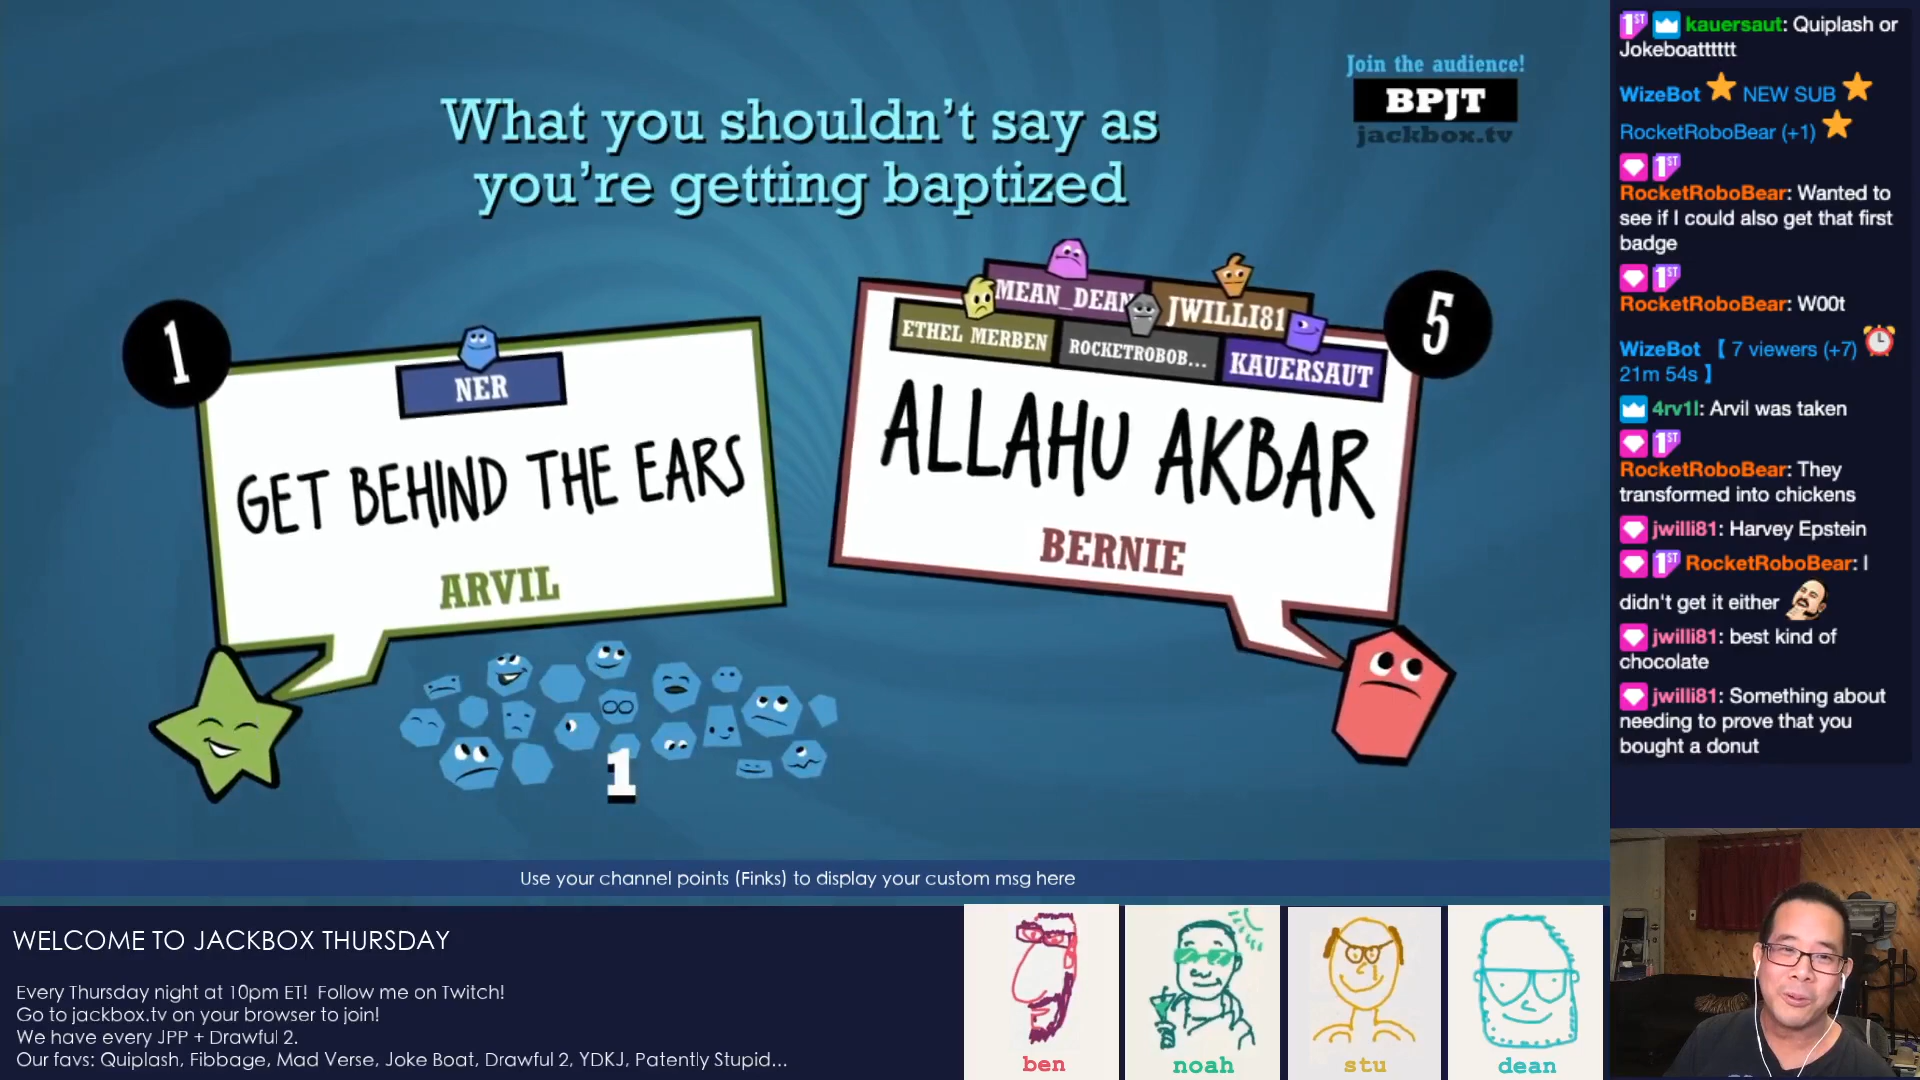 What you shouldn't say as
you're getting baptized
Join the audience!
BPJT
jackbox.tv
1
NER
GET BEHIND THE EARS
ARVIL
MEAN_DEAN
JWILLI81
ETHEL MERBEN
ROCKETROBOB...
KAUERSAUT
5
ALLAHU AKBAR
BERNIE
1
Use your channel points (Finks) to display your custom msg here
WELCOME TO JACKBOX THURSDAY
Every Thursday night at 10pm ET! Follow me on Twitch!
Go to jackbox.tv on your browser to join!
We have every JPP + Drawful 2.
Our favs: Quiplash, Fibbage, Mad Verse, Joke Boat, Drawful 2, YDKJ, Patently Stupid...
ben
noah
stu
dean
1ST kauersaut: Quiplash or
Jokeboatttttt
WizeBot NEW SUB
RocketRoboBear (+1)
1ST
RocketRoboBear: Wanted to
see if I could also get that first
badge
1ST
RocketRoboBear: W00t
WizeBot 【 7 viewers (+7)
21m 54s 】
4rv1l: Arvil was taken
1ST
RocketRoboBear: They
transformed into chickens
jwilli81: Harvey Epstein
1ST RocketRoboBear: I
didn't get it either
jwilli81: best kind of
chocolate
jwilli81: Something about
needing to prove that you
bought a donut